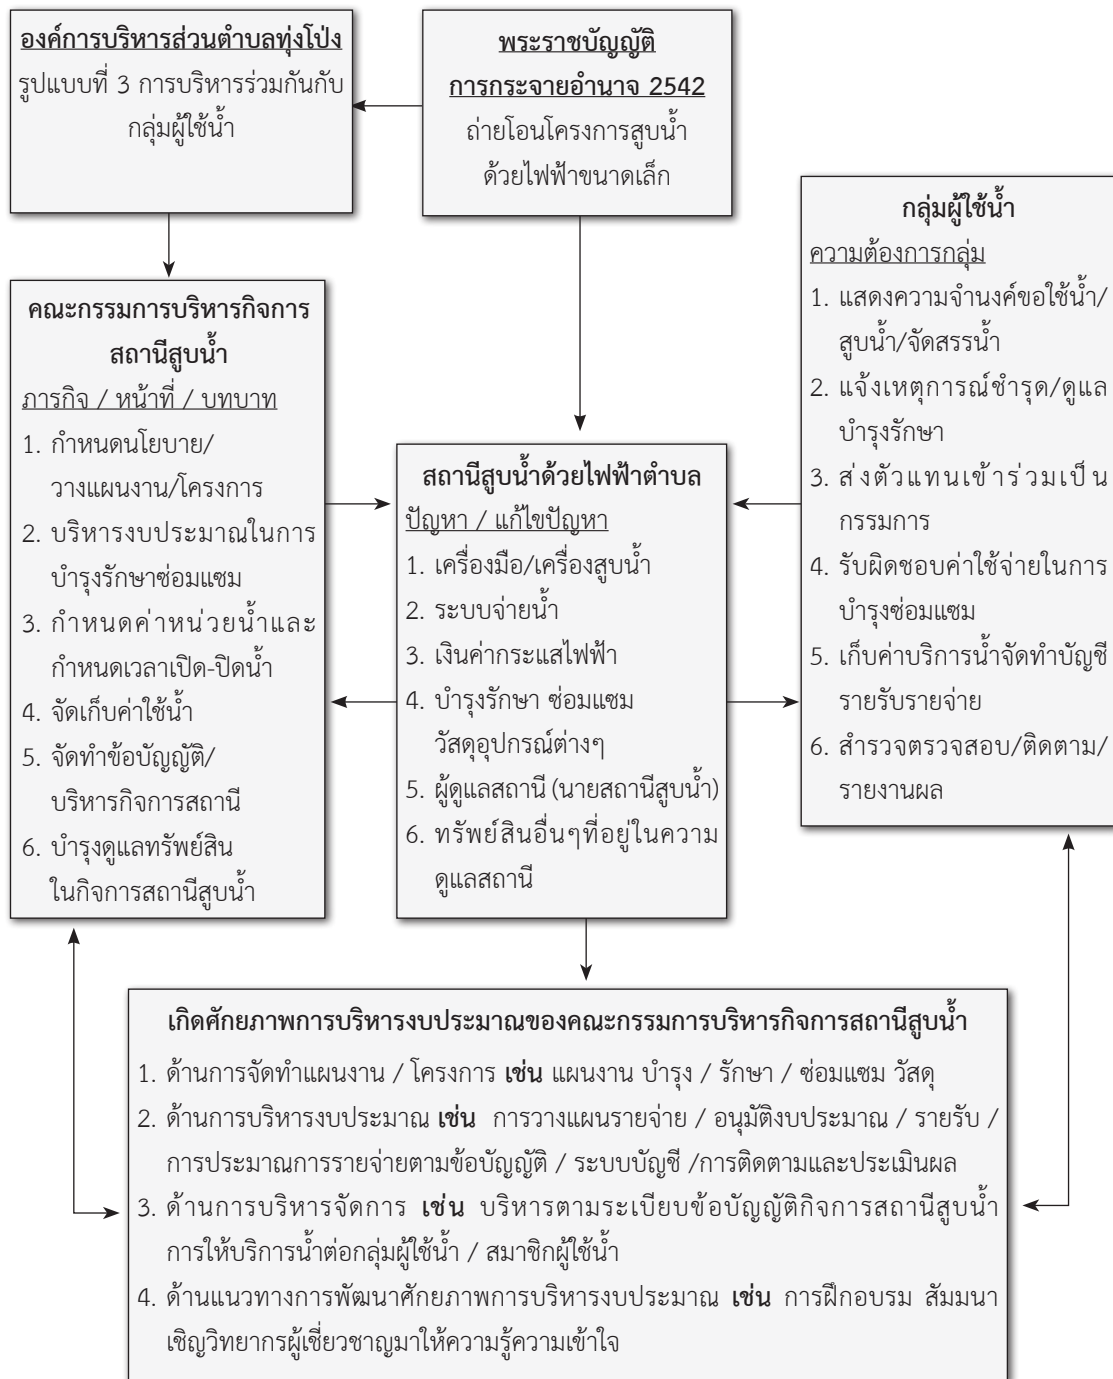 องค์การบริหารส่วนตำบลทุ่งโป่ง
รูปแบบที่ 3 การบริหารร่วมกันกับ
กลุ่มผู้ใช้น้ำ
พระราชบัญญัติ
การกระจายอำนาจ 2542
ถ่ายโอนโครงการสูบน้ำ
ด้วยไฟฟ้าขนาดเล็ก
คณะกรรมการบริหารกิจการ
สถานีสูบน้ำ
ภารกิจ / หน้าที่ / บทบาท
1. กำหนดนโยบาย/
วางแผนงาน/โครงการ
2. บริหารงบประมาณในการ
บำรุงรักษาซ่อมแซม
3. กำหนดค่าหน่วยน้ำและ
กำหนดเวลาเปิด-ปิดน้ำ
4. จัดเก็บค่าใช้น้ำ
5. จัดทำข้อบัญญัติ/
บริหารกิจการสถานี
6. บำรุงดูแลทรัพย์สิน
ในกิจการสถานีสูบน้ำ
สถานีสูบน้ำด้วยไฟฟ้าตำบล
ปัญหา / แก้ไขปัญหา
1. เครื่องมือ/เครื่องสูบน้ำ
2. ระบบจ่ายน้ำ
3. เงินค่ากระแสไฟฟ้า
4. บำรุงรักษา ซ่อมแซม
วัสดุอุปกรณ์ต่างๆ
5. ผู้ดูแลสถานี (นายสถานีสูบน้ำ)
6. ทรัพย์สินอื่นๆที่อยู่ในความ
ดูแลสถานี
กลุ่มผู้ใช้น้ำ
ความต้องการกลุ่ม
1. แสดงความจำนงค์ขอใช้น้ำ/
สูบน้ำ/จัดสรรน้ำ
2. แจ้งเหตุการณ์ชำรุด/ดูแล
บำรุงรักษา
3. ส่งตัวแทนเข้าร่วมเป็น
กรรมการ
4. รับผิดชอบค่าใช้จ่ายในการ
บำรุงซ่อมแซม
5. เก็บค่าบริการน้ำจัดทำบัญชี
รายรับรายจ่าย
6. สำรวจตรวจสอบ/ติดตาม/
รายงานผล
เกิดศักยภาพการบริหารงบประมาณของคณะกรรมการบริหารกิจการสถานีสูบน้ำ
1. ด้านการจัดทำแผนงาน / โครงการ เช่น แผนงาน บำรุง / รักษา / ซ่อมแซม วัสดุ
2. ด้านการบริหารงบประมาณ เช่น การวางแผนรายจ่าย / อนุมัติงบประมาณ / รายรับ /
การประมาณการรายจ่ายตามข้อบัญญัติ / ระบบบัญชี /การติดตามและประเมินผล
3. ด้านการบริหารจัดการ เช่น บริหารตามระเบียบข้อบัญญัติกิจการสถานีสูบน้ำ
การให้บริการน้ำต่อกลุ่มผู้ใช้น้ำ / สมาชิกผู้ใช้น้ำ
4. ด้านแนวทางการพัฒนาศักยภาพการบริหารงบประมาณ เช่น การฝึกอบรม สัมมนา
เชิญวิทยากรผู้เชี่ยวชาญมาให้ความรู้ความเข้าใจ